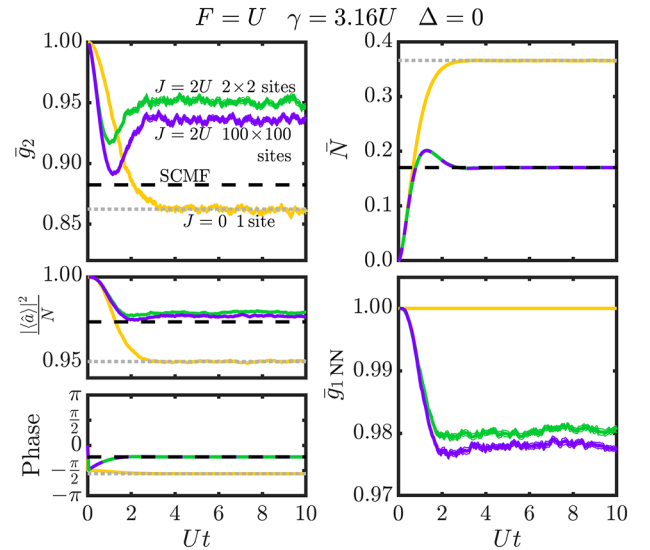 F = U γ = 3.16U Δ = 0
1.00
0.95
0.90
0.85
ḡ₂
J = 2U 2×2 sites
J = 2U 100×100
sites
SCMF
J = 0 1 site
0.4
0.3
0.2
0.1
0.0
N̄
1.00
0.95
|⟨â⟩|²
N
π
π/2
0
−π/2
−π
Phase
0 2 4 6 8 10
Ut
1.00
0.99
0.98
0.97
ḡ₁ NN
0 2 4 6 8 10
Ut